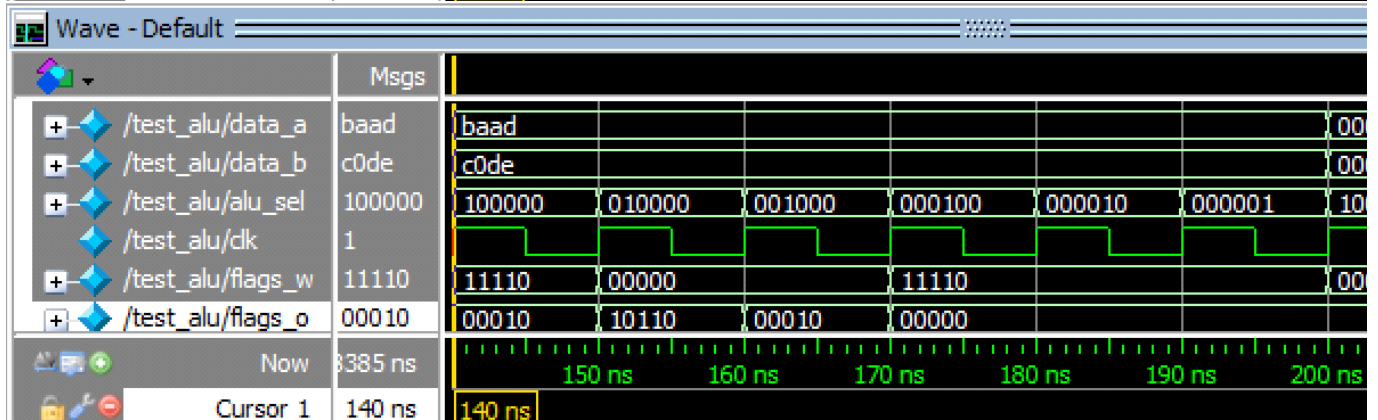 Wave - Default
Msgs
/test_alu/data_a baad baad
/test_alu/data_b c0de c0de
/test_alu/alu_sel 100000 100000 010000 001000 000100 000010 000001
/test_alu/clk 1
/test_alu/flags_w 11110 11110 00000 11110
/test_alu/flags_o 00010 00010 10110 00010 00000
Now 3385 ns 150 ns 160 ns 170 ns 180 ns 190 ns 200 ns
Cursor 1 140 ns 140 ns